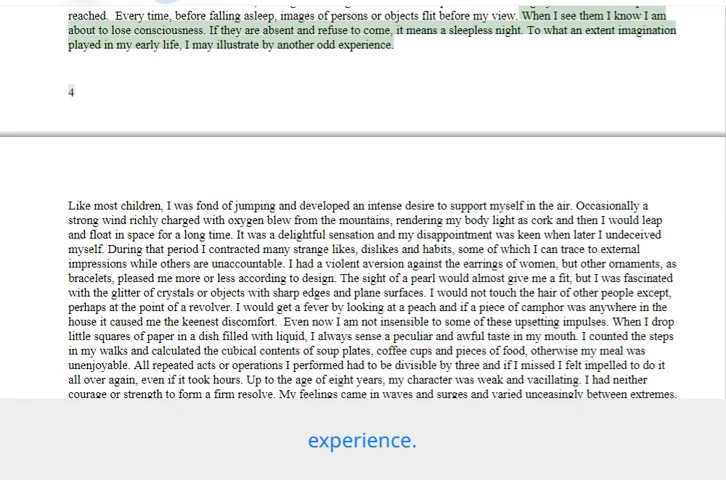 reached. Every time, before falling asleep, images of persons or objects flit before my view. When I see them I know I am
about to lose consciousness. If they are absent and refuse to come, it means a sleepless night. To what an extent imagination
played in my early life, I may illustrate by another odd experience.
4
Like most children, I was fond of jumping and developed an intense desire to support myself in the air. Occasionally a
strong wind richly charged with oxygen blew from the mountains, rendering my body light as cork and then I would leap
and float in space for a long time. It was a delightful sensation and my disappointment was keen when later I undeceived
myself. During that period I contracted many strange likes, dislikes and habits, some of which I can trace to external
impressions while others are unaccountable. I had a violent aversion against the earrings of women, but other ornaments, as
bracelets, pleased me more or less according to design. The sight of a pearl would almost give me a fit, but I was fascinated
with the glitter of crystals or objects with sharp edges and plane surfaces. I would not touch the hair of other people except,
perhaps at the point of a revolver. I would get a fever by looking at a peach and if a piece of camphor was anywhere in the
house it caused me the keenest discomfort. Even now I am not insensible to some of these upsetting impulses. When I drop
little squares of paper in a dish filled with liquid, I always sense a peculiar and awful taste in my mouth. I counted the steps
in my walks and calculated the cubical contents of soup plates, coffee cups and pieces of food, otherwise my meal was
unenjoyable. All repeated acts or operations I performed had to be divisible by three and if I missed I felt impelled to do it
all over again, even if it took hours. Up to the age of eight years, my character was weak and vacillating. I had neither
courage or strength to form a firm resolve. My feelings came in waves and surges and varied unceasingly between extremes.
experience.